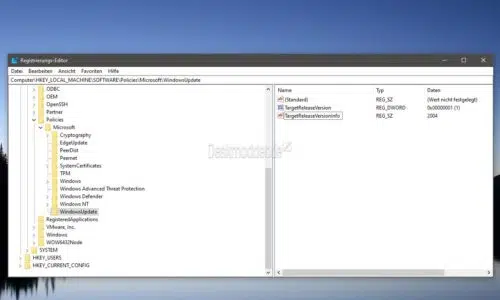 Registrierungs-Editor
Datei Bearbeiten Ansicht Favoriten Hilfe
Computer\HKEY_LOCAL_MACHINE\SOFTWARE\Policies\Microsoft\WindowsUpdate
ODBC
OEM
OpenSSH
Partner
Policies
Microsoft
Cryptography
EdgeUpdate
PeerDist
Peernet
SystemCertificates
TPM
Windows
Windows Advanced Threat Protection
Windows Defender
Windows NT
WindowsUpdate
RegisteredApplications
VMware, Inc.
Windows
WOW6432Node
SYSTEM
HKEY_USERS
HKEY_CURRENT_CONFIG
Name Typ Daten
(Standard) REG_SZ (Wert nicht festgelegt)
TargetReleaseVersion REG_DWORD 0x00000001 (1)
TargetReleaseVersionInfo REG_SZ 2004